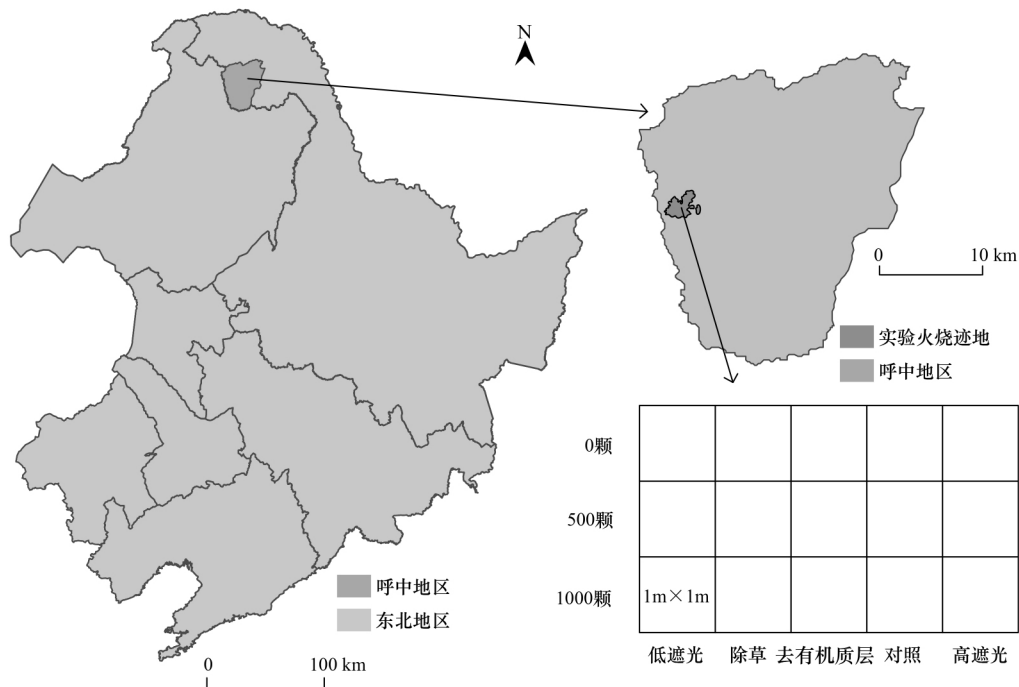 N
0 10 km
实验火烧迹地
呼中地区
0颗
500颗
1000颗
1m×1m
低遮光 除草 去有机质层 对照 高遮光
呼中地区
东北地区
0 100 km